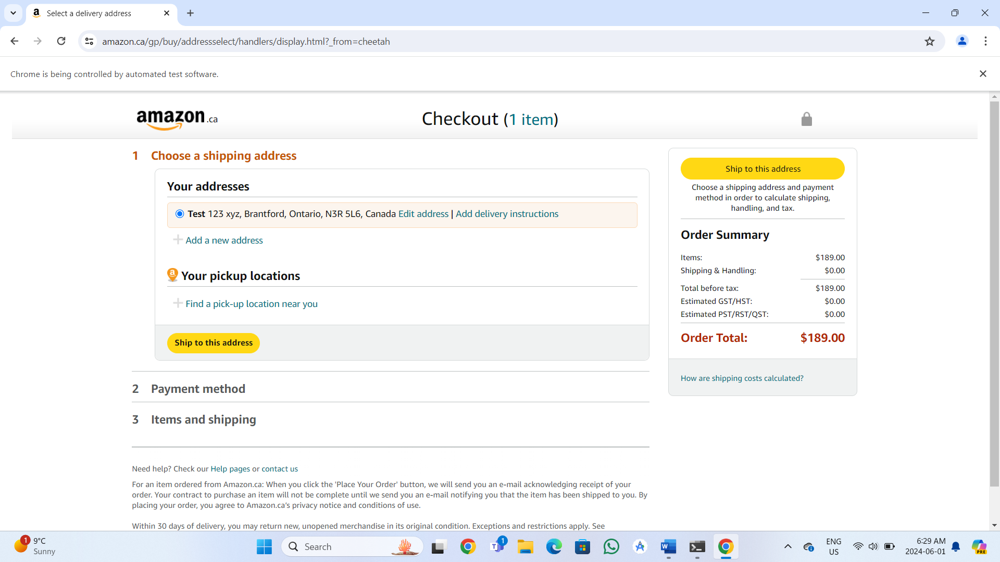 Select a delivery address
amazon.ca/gp/buy/addressselect/handlers/display.html?_from=cheetah
Chrome is being controlled by automated test software.
amazon.ca
Checkout (1 item)
1 Choose a shipping address
Your addresses
Test 123 xyz, Brantford, Ontario, N3R 5L6, Canada Edit address | Add delivery instructions
Add a new address
Your pickup locations
Find a pick-up location near you
Ship to this address
2 Payment method
3 Items and shipping
Need help? Check our Help pages or contact us
For an item ordered from Amazon.ca: When you click the 'Place Your Order' button, we will send you an e-mail acknowledging receipt of your
order. Your contract to purchase an item will not be complete until we send you an e-mail notifying you that the item has been shipped to you. By
placing your order, you agree to Amazon.ca's privacy notice and conditions of use.
Within 30 days of delivery, you may return new, unopened merchandise in its original condition. Exceptions and restrictions apply. See
Ship to this address
Choose a shipping address and payment
method in order to calculate shipping,
handling, and tax.
Order Summary
Items: $189.00
Shipping & Handling: $0.00
Total before tax: $189.00
Estimated GST/HST: $0.00
Estimated PST/RST/QST: $0.00
Order Total: $189.00
How are shipping costs calculated?
1
9°C
Sunny
Search
1
ENG
US
6:29 AM
2024-06-01
PRE